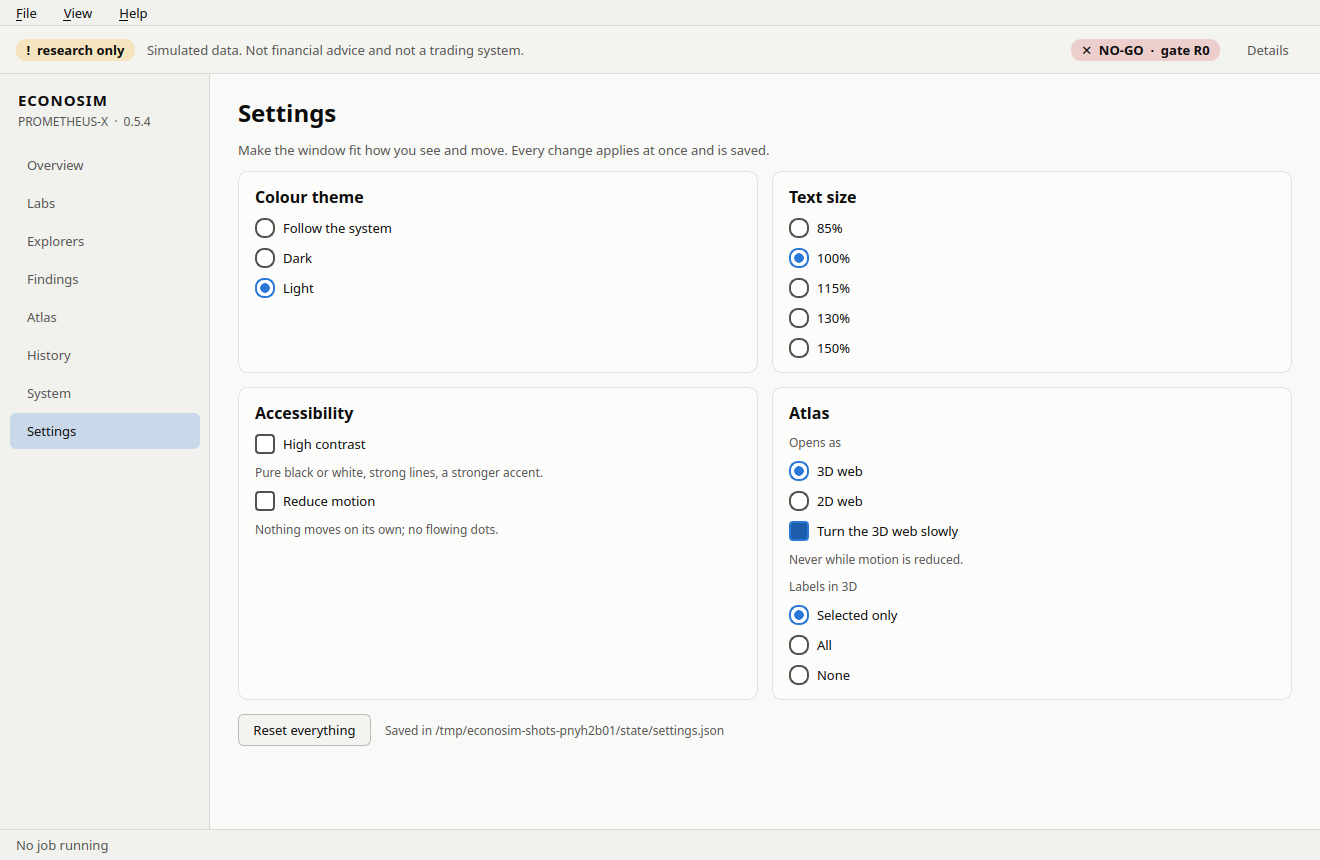 File View Help
! research only Simulated data. Not financial advice and not a trading system. × NO-GO · gate R0 Details
ECONOSIM
PROMETHEUS-X · 0.5.4
Overview
Labs
Explorers
Findings
Atlas
History
System
Settings
Settings
Make the window fit how you see and move. Every change applies at once and is saved.
Colour theme
Follow the system
Dark
Light
Text size
85%
100%
115%
130%
150%
Accessibility
High contrast
Pure black or white, strong lines, a stronger accent.
Reduce motion
Nothing moves on its own; no flowing dots.
Atlas
Opens as
3D web
2D web
Turn the 3D web slowly
Never while motion is reduced.
Labels in 3D
Selected only
All
None
Reset everything Saved in /tmp/econosim-shots-pnyh2b01/state/settings.json
No job running